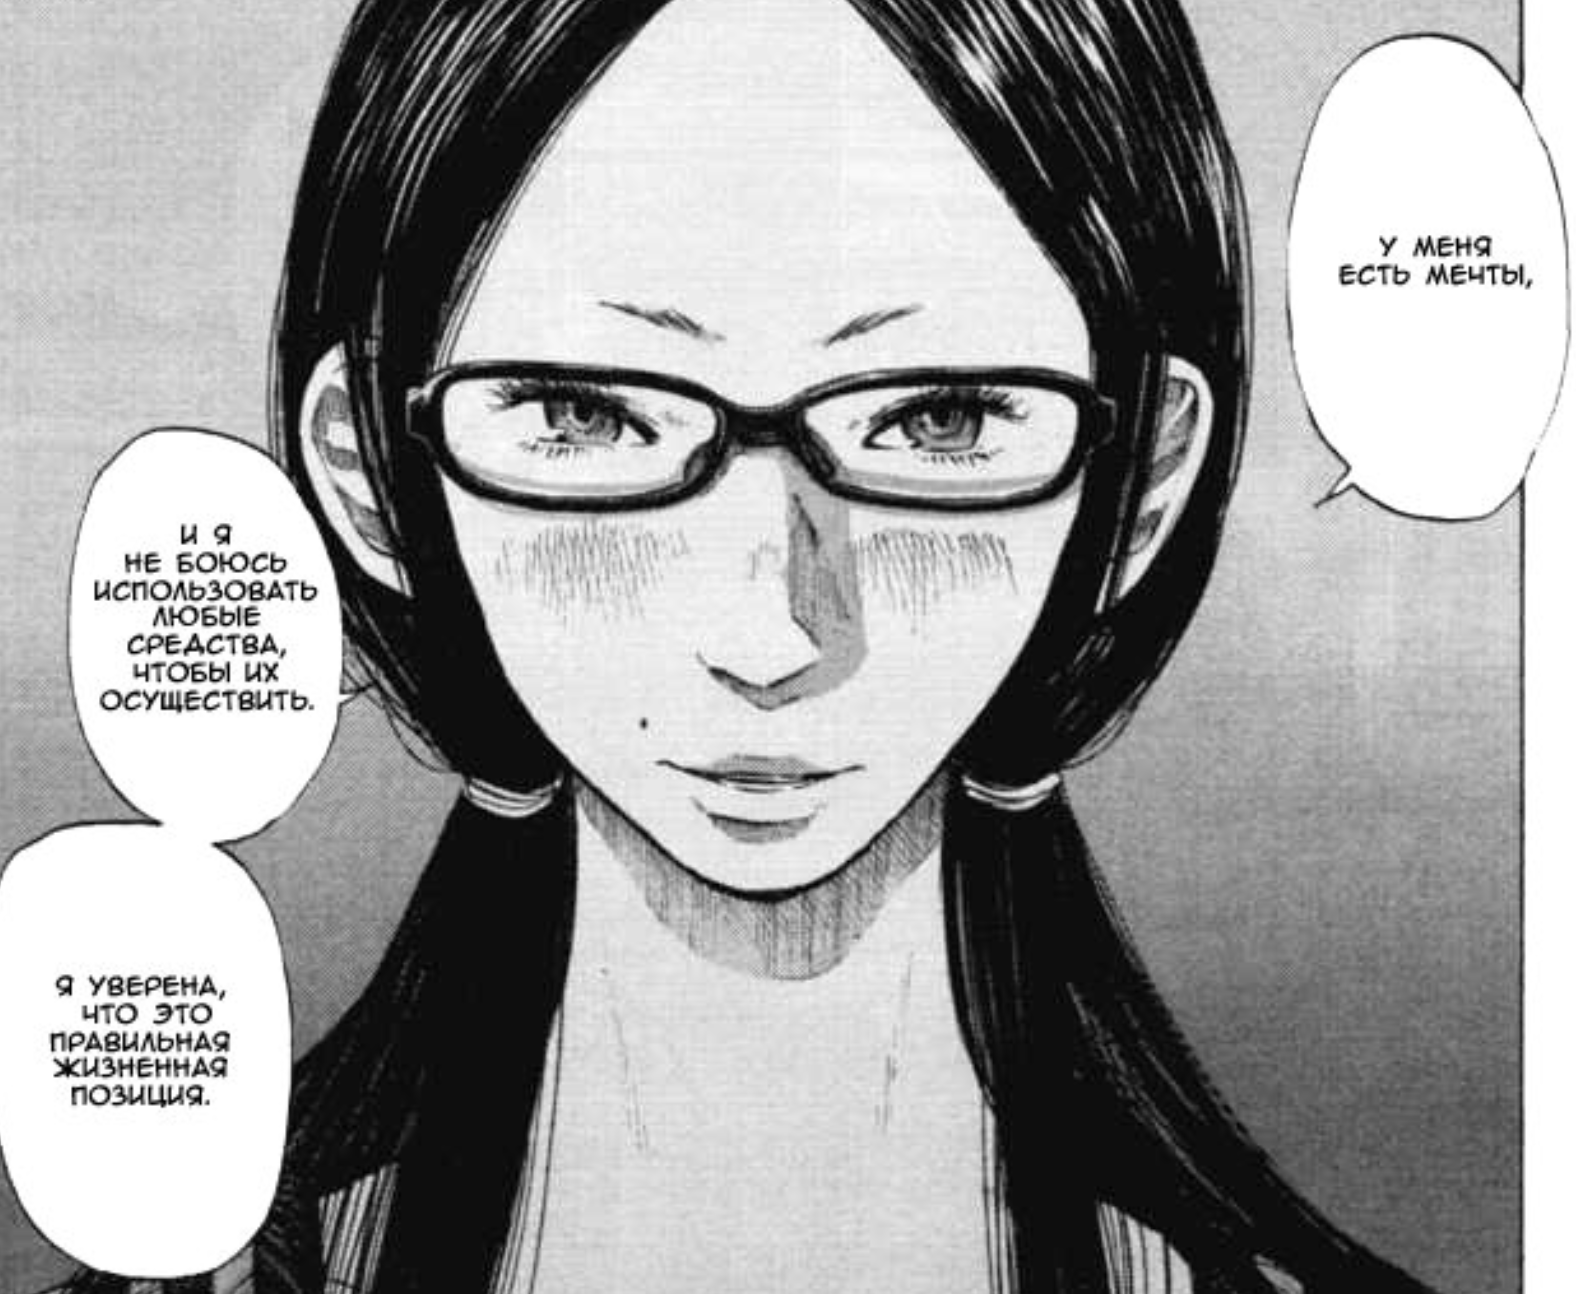 У МЕНЯ
ЕСТЬ МЕЧТЫ,
И Я
НЕ БОЮСЬ
ИСПОЛЬЗОВАТЬ
ЛЮБЫЕ
СРЕДСТВА,
ЧТОБЫ ИХ
ОСУЩЕСТВИТЬ.
Я УВЕРЕНА,
ЧТО ЭТО
ПРАВИЛЬНАЯ
ЖИЗНЕННАЯ
ПОЗИЦИЯ.